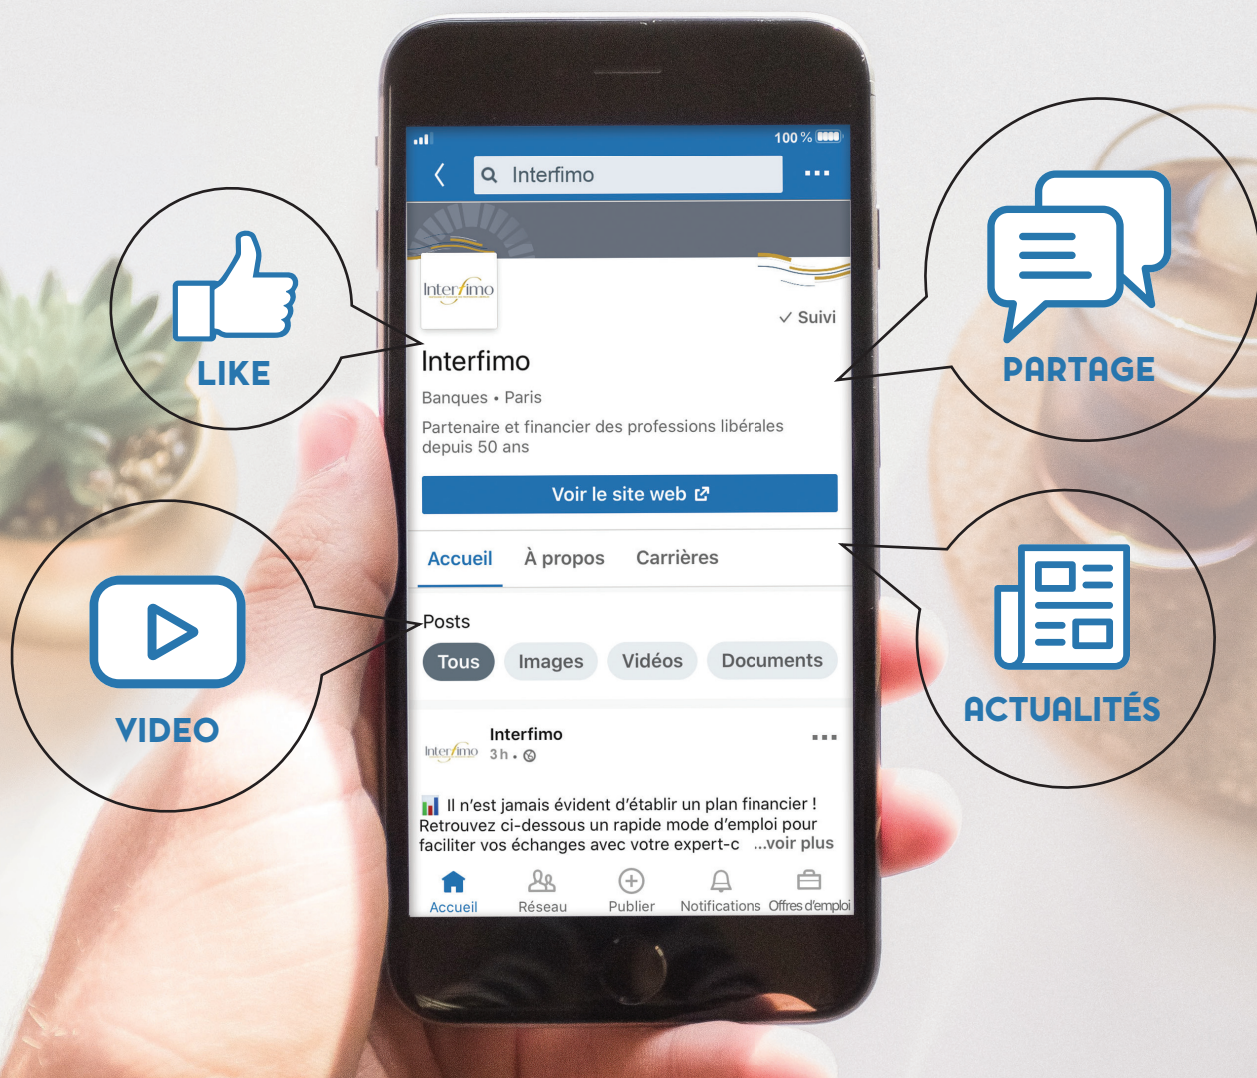 100 %
Interfimo
Interfimo
Suivi
Interfimo
Banques • Paris
Partenaire et financier des professions libérales
depuis 50 ans
Voir le site web
Accueil À propos Carrières
Posts
Tous Images Vidéos Documents
Interfimo
Interfimo
3 h •
Il n’est jamais évident d’établir un plan financier !
Retrouvez ci-dessous un rapide mode d’emploi pour
faciliter vos échanges avec votre expert-c ...voir plus
Accueil Réseau Publier Notifications Offres d’emploi
LIKE
VIDEO
PARTAGE
ACTUALITÉS